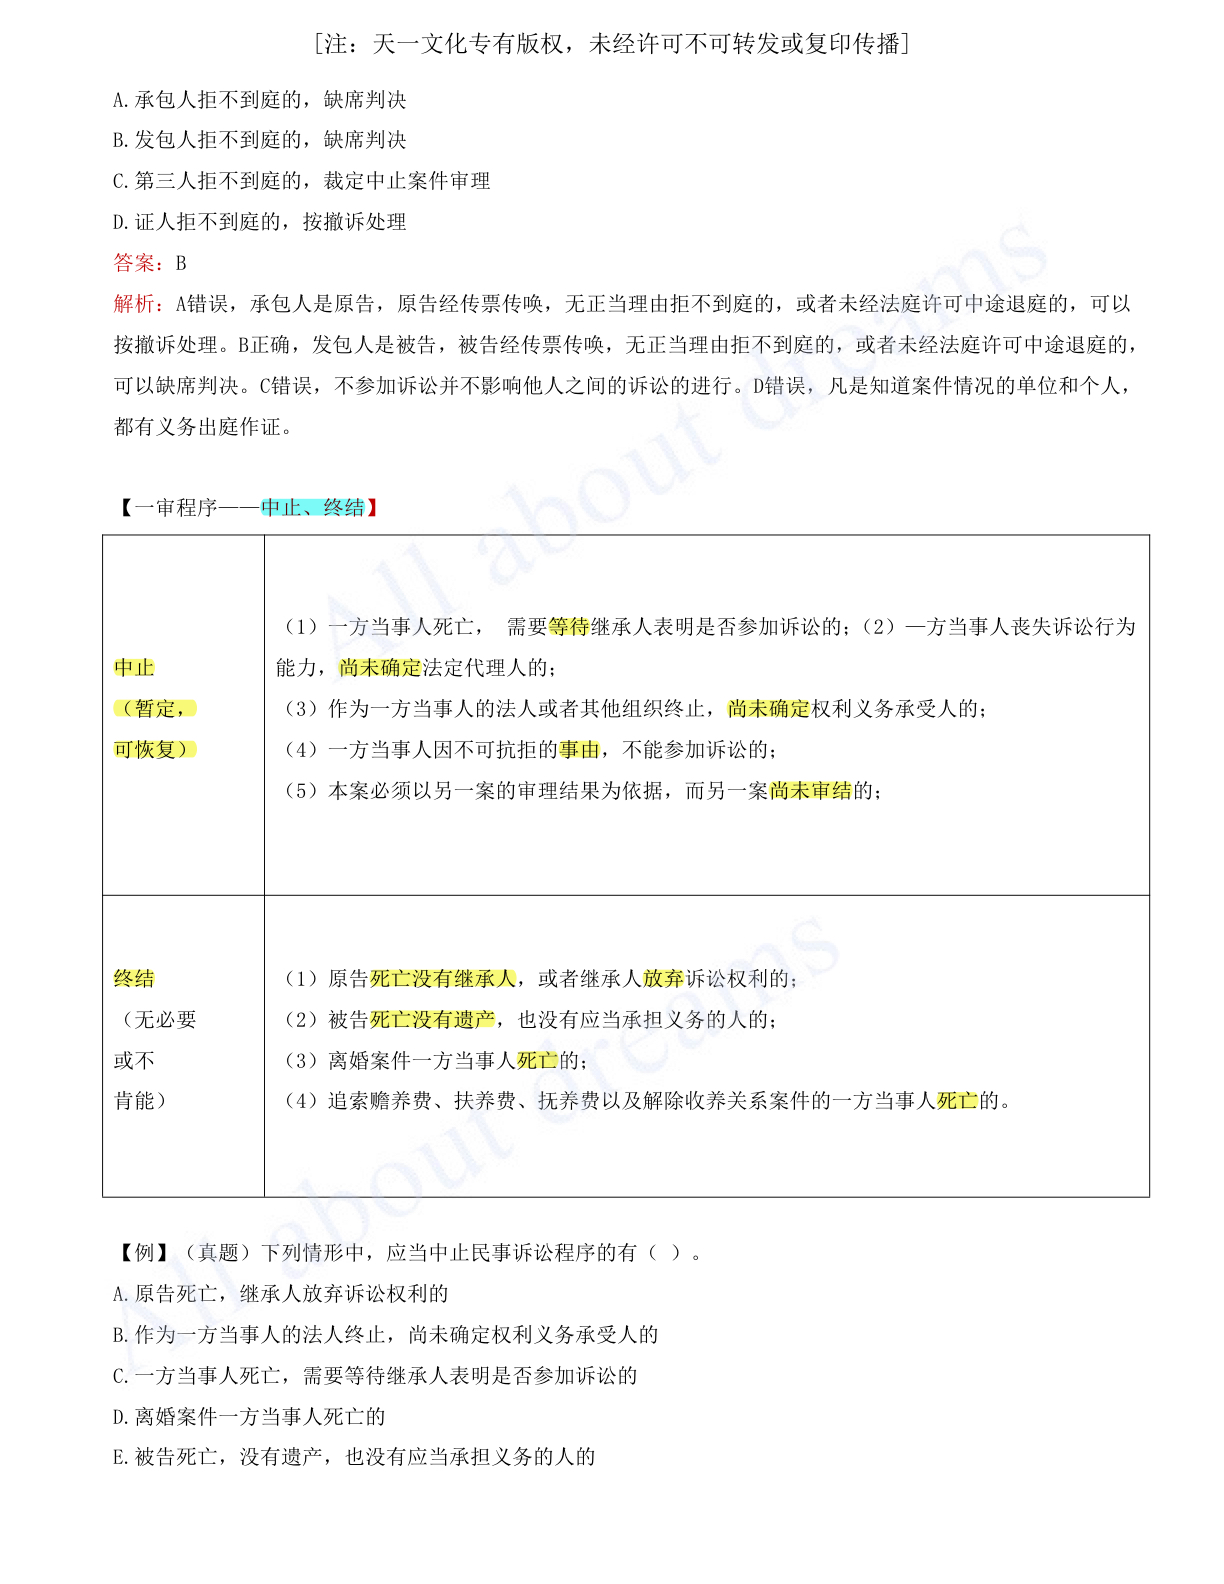 [注：天一文化专有版权，未经许可不可转发或复印传播]
A.承包人拒不到庭的，缺席判决
B.发包人拒不到庭的，缺席判决
C.第三人拒不到庭的，裁定中止案件审理
D.证人拒不到庭的，按撤诉处理
答案：B
解析：A错误，承包人是原告，原告经传票传唤，无正当理由拒不到庭的，或者未经法庭许可中途退庭的，可以
按撤诉处理。B正确，发包人是被告，被告经传票传唤，无正当理由拒不到庭的，或者未经法庭许可中途退庭的，
可以缺席判决。C错误，不参加诉讼并不影响他人之间的诉讼的进行。D错误，凡是知道案件情况的单位和个人，
都有义务出庭作证。
【一审程序——中止、终结】
中止
（暂定，
可恢复）
（1）一方当事人死亡， 需要等待继承人表明是否参加诉讼的；（2）—方当事人丧失诉讼行为
能力，尚未确定法定代理人的；
（3）作为一方当事人的法人或者其他组织终止，尚未确定权利义务承受人的；
（4）一方当事人因不可抗拒的事由，不能参加诉讼的；
（5）本案必须以另一案的审理结果为依据，而另一案尚未审结的；
终结
（无必要
或不
肯能）
（1）原告死亡没有继承人，或者继承人放弃诉讼权利的；
（2）被告死亡没有遗产，也没有应当承担义务的人的；
（3）离婚案件一方当事人死亡的；
（4）追索赡养费、扶养费、抚养费以及解除收养关系案件的一方当事人死亡的。
【例】（真题）下列情形中，应当中止民事诉讼程序的有（ ）。
A.原告死亡，继承人放弃诉讼权利的
B.作为一方当事人的法人终止，尚未确定权利义务承受人的
C.一方当事人死亡，需要等待继承人表明是否参加诉讼的
D.离婚案件一方当事人死亡的
E.被告死亡，没有遗产，也没有应当承担义务的人的
All about dreams
All about dreams